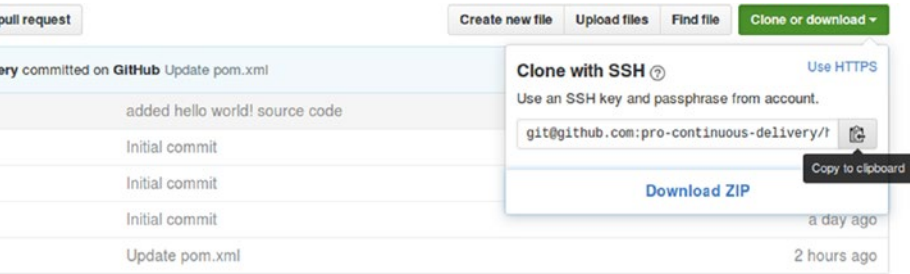 pull request
Create new file
Upload files
Find file
Clone or download
ery committed on GitHub Update pom.xml
Clone with SSH ?
Use HTTPS
Use an SSH key and passphrase from account.
added hello world! source code
git@github.com:pro-continuous-delivery/h
Initial commit
Copy to clipboard
Initial commit
Download ZIP
Initial commit
a day ago
Update pom.xml
2 hours ago